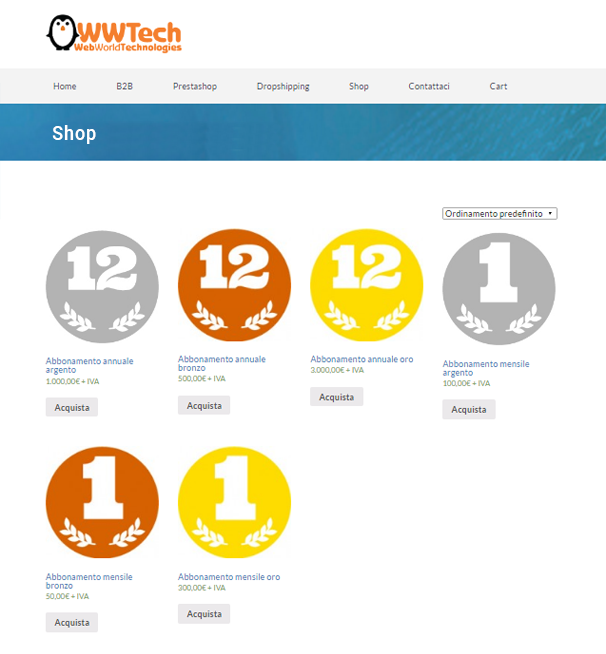 WWTech
WebWorldTechnologies
Home B2B Prestashop Dropshipping Shop Contattaci Cart
Shop
Ordinamento predefinito
12
Abbonamento annuale
argento
1.000,00€ + IVA
Acquista
12
Abbonamento annuale
bronzo
500,00€ + IVA
Acquista
12
Abbonamento annuale oro
3.000,00€ + IVA
Acquista
1
Abbonamento mensile
argento
100,00€ + IVA
Acquista
1
Abbonamento mensile
bronzo
50,00€ + IVA
Acquista
1
Abbonamento mensile oro
300,00€ + IVA
Acquista